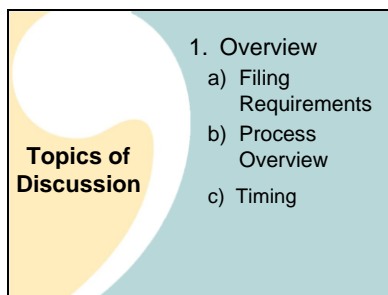 Topics of
Discussion
1. Overview
a) Filing
Requirements
b) Process
Overview
c) Timing